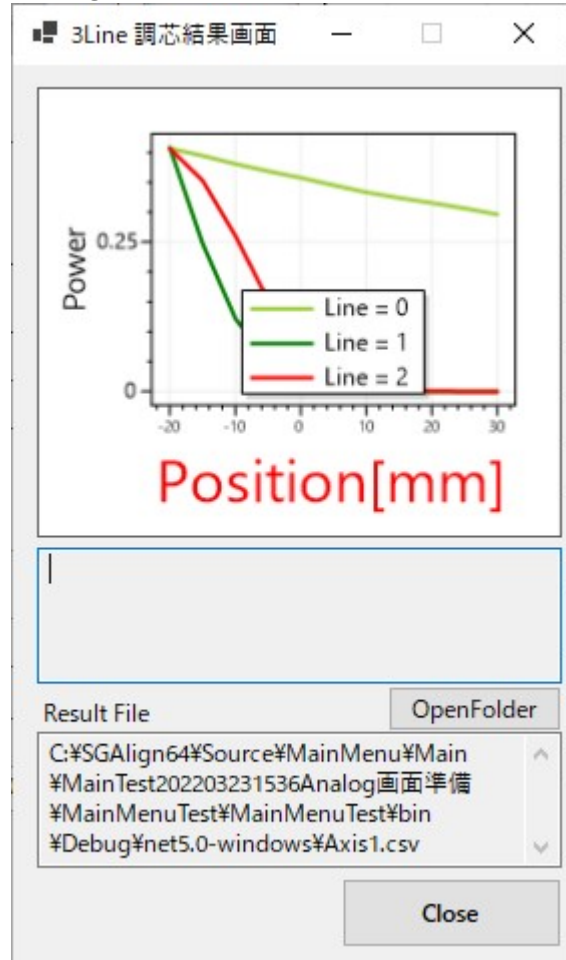 3Line 調芯結果画面
Power
0.25
0
Line = 0
Line = 1
Line = 2
-20 -10 0 10 20 30
Position[mm]
Result File
OpenFolder
C:¥SGAlign64¥Source¥MainMenu¥Main
¥MainTest202203231536Analog画面準備
¥MainMenuTest¥MainMenuTest¥bin
¥Debug¥net5.0-windows¥Axis1.csv
Close